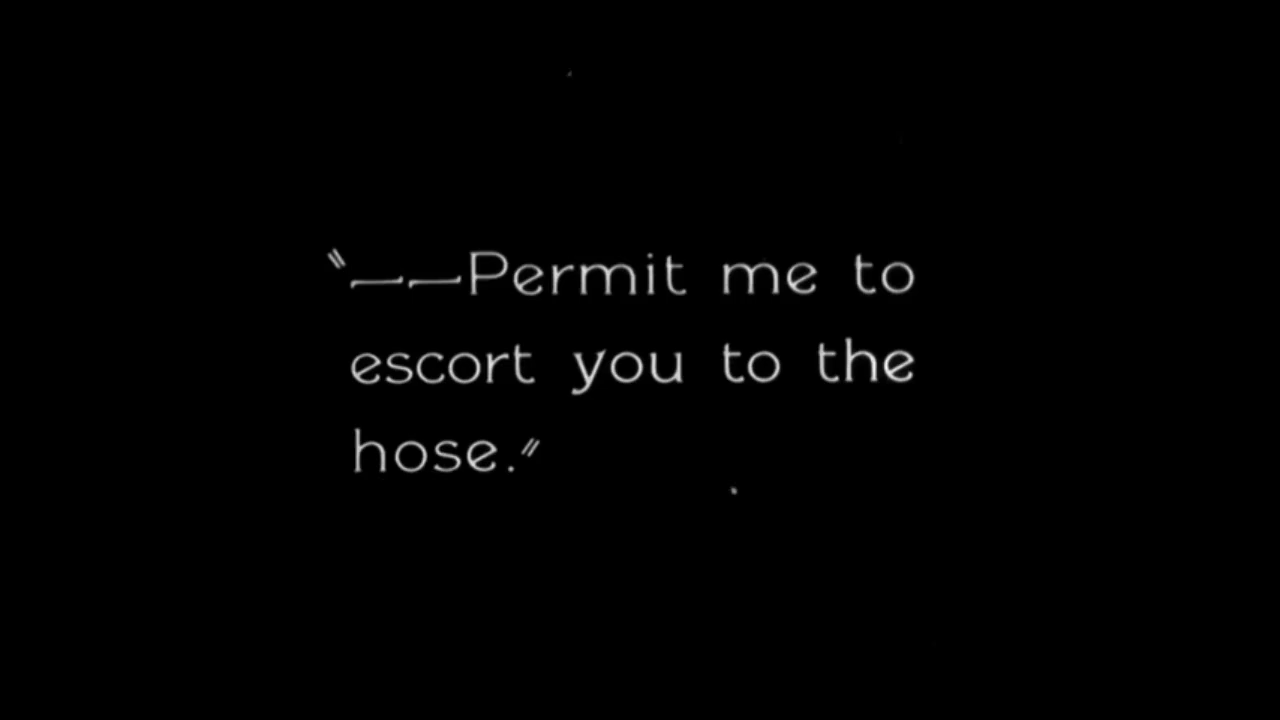 "——Permit me to
escort you to the
hose."